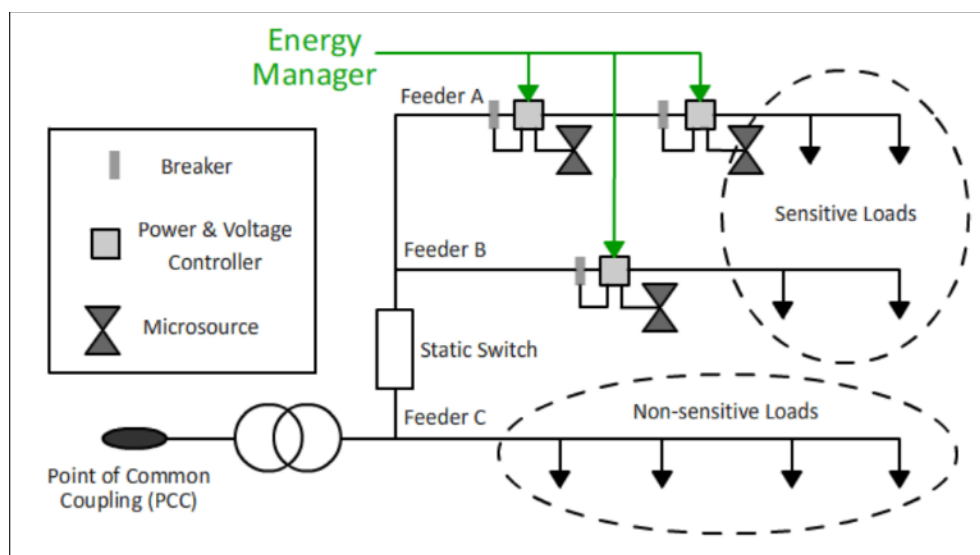 Energy
Manager
Feeder A
Breaker
Power & Voltage
Controller
Microsource
Sensitive Loads
Feeder B
Static Switch
Feeder C
Non-sensitive Loads
Point of Common
Coupling (PCC)